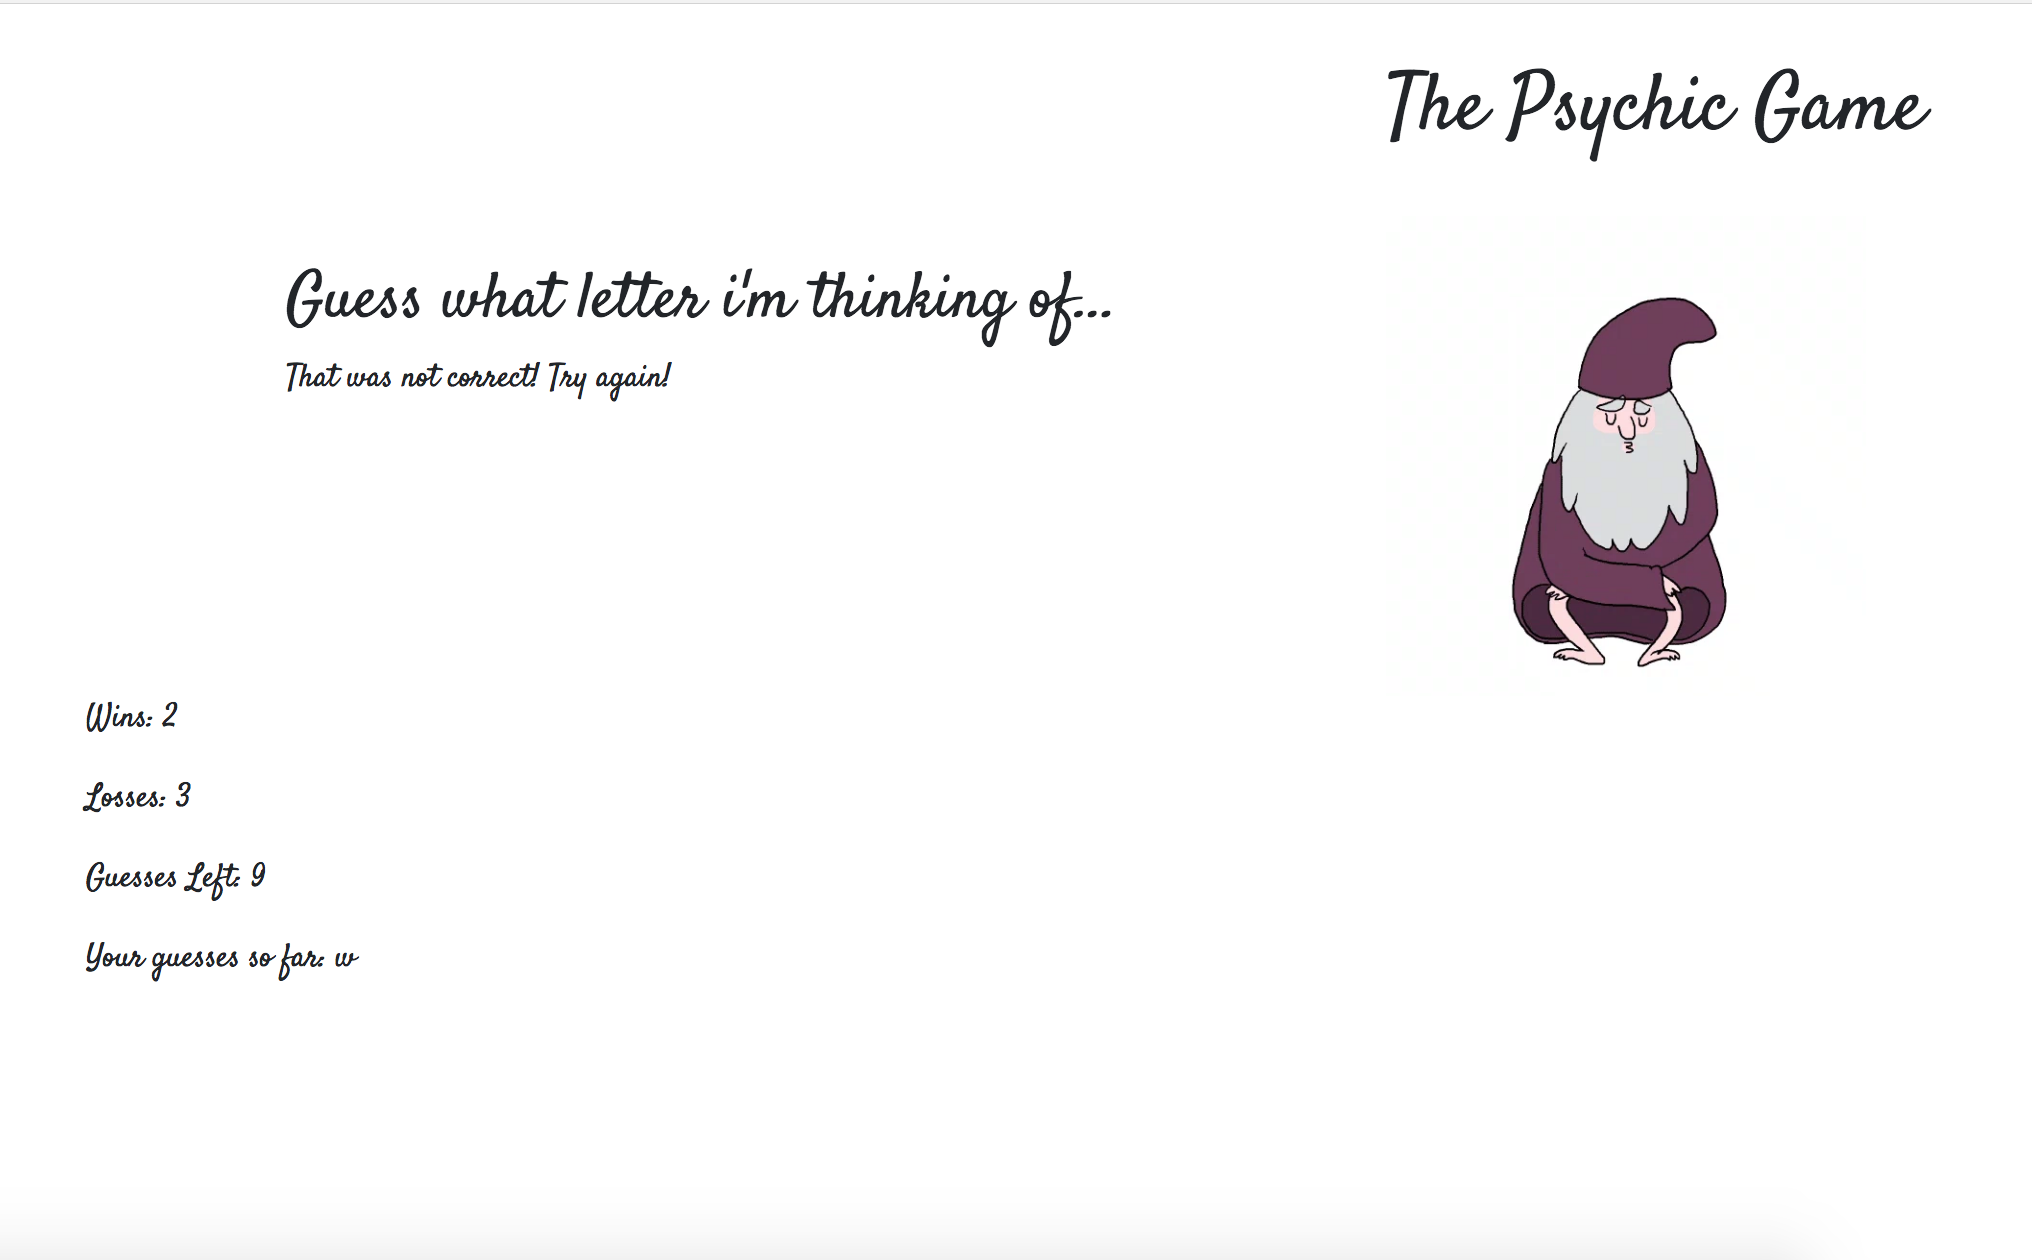 The Psychic Game
Guess what letter i'm thinking of...
That was not correct! Try again!
Wins: 2
Losses: 3
Guesses Left: 9
Your guesses so far: w